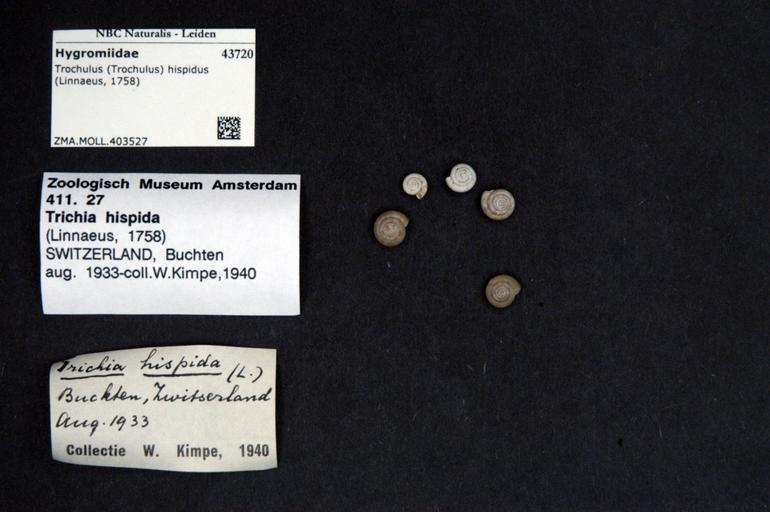 NBC Naturalis - Leiden
Hygromiidae 43720
Trochulus (Trochulus) hispidus
(Linnaeus, 1758)
ZMA.MOLL.403527
Zoologisch Museum Amsterdam
411. 27
Trichia hispida
(Linnaeus, 1758)
SWITZERLAND, Buchten
aug. 1933-coll.W.Kimpe,1940
Trichia hispida (L.)
Buckten, Zwitserland
Aug. 1933
Collectie W. Kimpe, 1940